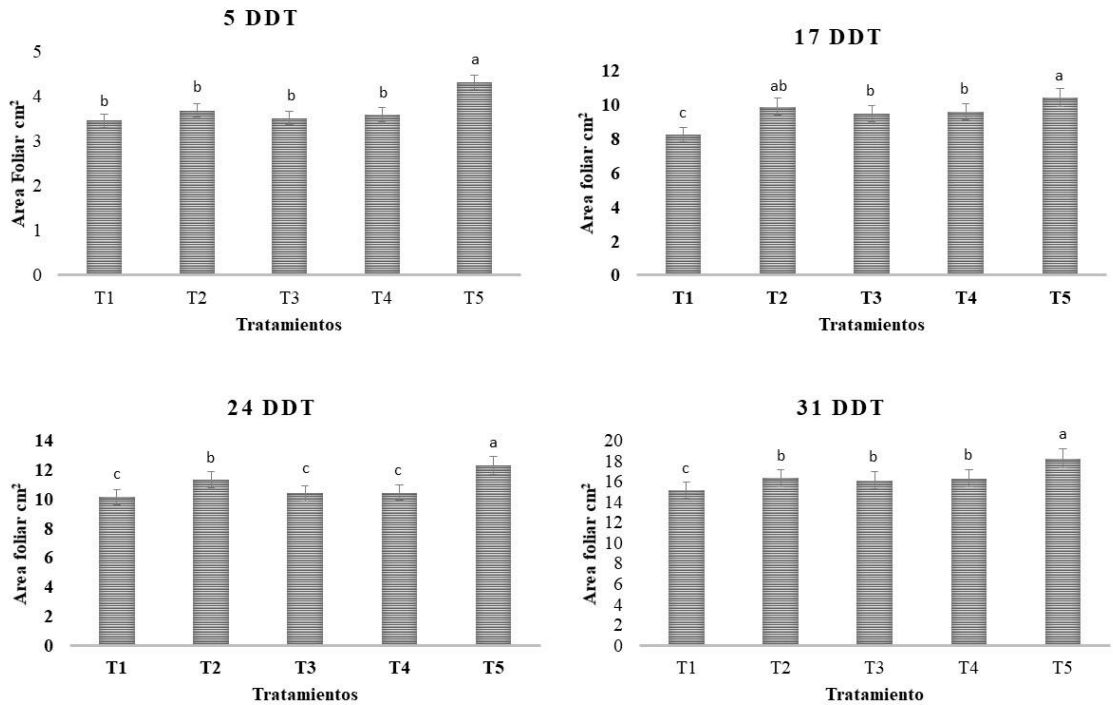 5 DDT
Area Foliar cm²
5
4
3
2
1
0
b
b
b
b
a
T1 T2 T3 T4 T5
Tratamientos
17 DDT
Area foliar cm²
12
10
8
6
4
2
0
c
ab
b
b
a
T1 T2 T3 T4 T5
Tratamientos
24 DDT
Area foliar cm²
14
12
10
8
6
4
2
0
c
b
c
c
a
T1 T2 T3 T4 T5
Tratamientos
31 DDT
Area foliar cm²
20
18
16
14
12
10
8
6
4
2
0
c
b
b
b
a
T1 T2 T3 T4 T5
Tratamiento